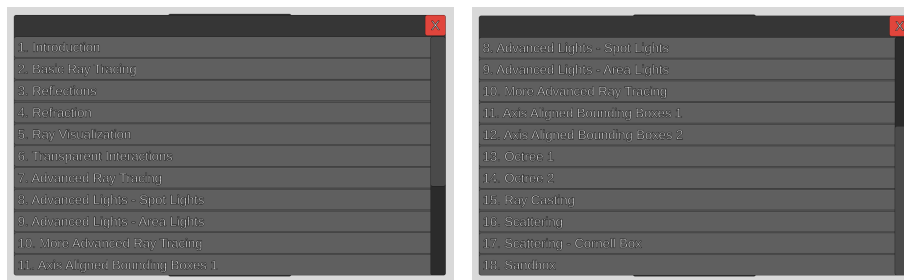 X
1. Introduction
2. Basic Ray Tracing
3. Reflections
4. Refraction
5. Ray Visualization
6. Transparent Interactions
7. Advanced Ray Tracing
8. Advanced Lights - Spot Lights
9. Advanced Lights - Area Lights
10. More Advanced Ray Tracing
11. Axis Aligned Bounding Boxes 1
X
8. Advanced Lights - Spot Lights
9. Advanced Lights - Area Lights
10. More Advanced Ray Tracing
11. Axis Aligned Bounding Boxes 1
12. Axis Aligned Bounding Boxes 2
13. Octree 1
14. Octree 2
15. Ray Casting
16. Scattering
17. Scattering - Cornell Box
18. Sandbox